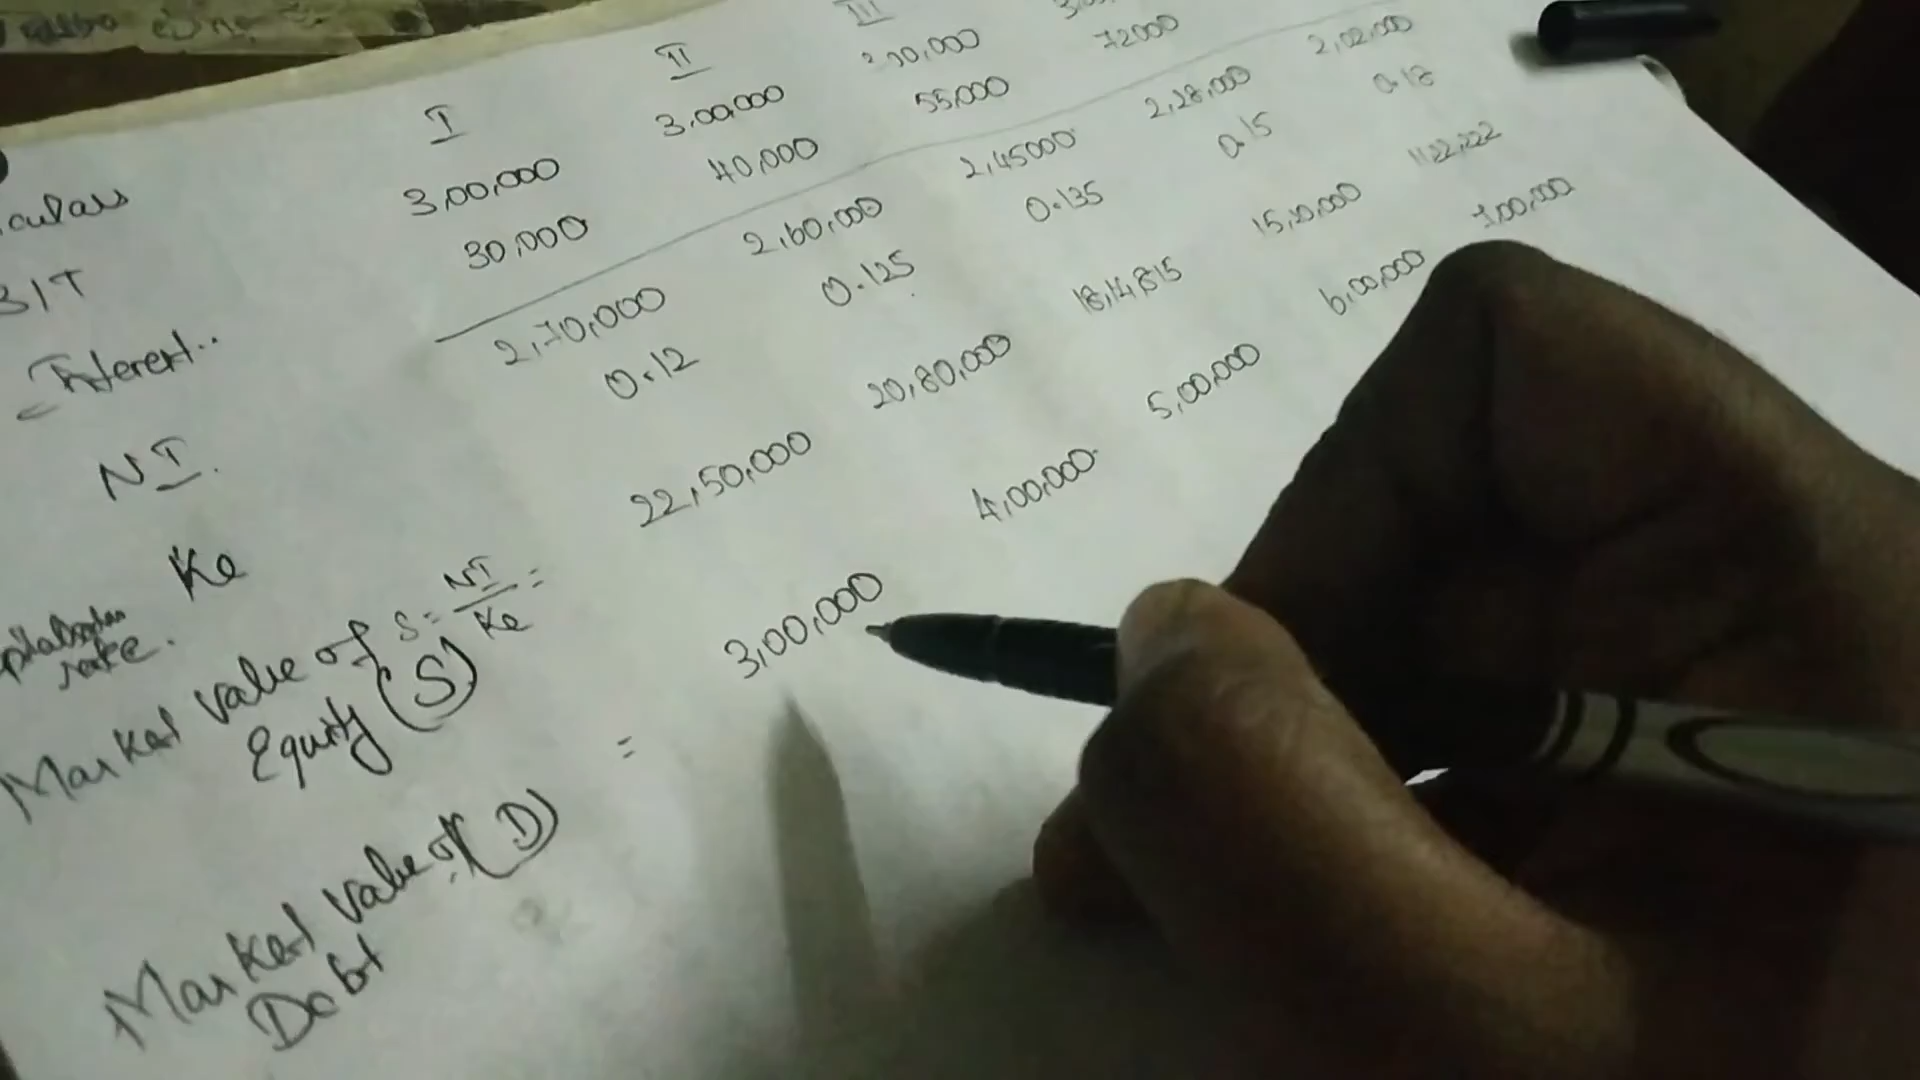 I II III
3,00,000 3,00,000
30,000 40,000 55,000 72000
Interest..
NI. 2,70,000 2,60,000 2,45000 2,28,000 2,02,000
Ke 0.12 0.125 0.135 0.15 0.18
rate.
Market value of S = NI/Ke = 22,50,000 20,80,000 18,14,815 15,20,000 11,22,222
Equity (S)
Market value of (D) = 3,00,000 4,00,000 5,00,000 6,00,000 7,00,000
Debt